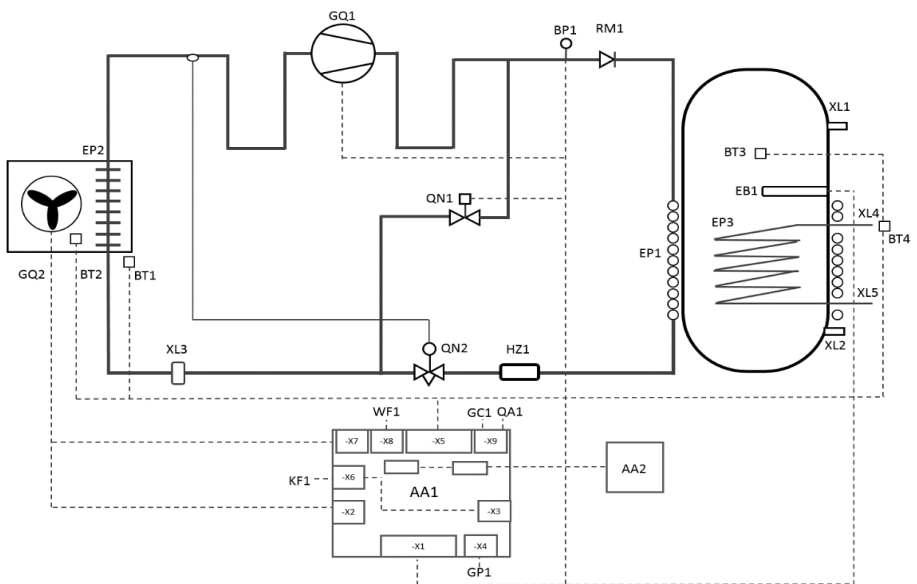 GQ1
BP1
RM1
XL1
EP2
BT3
EB1
QN1
XL4
EP3
BT4
EP1
GQ2
BT2
BT1
XL5
XL3
QN2
HZ1
XL2
WF1
GC1
QA1
-X7
-X8
-X5
-X9
AA2
KF1
-X6
AA1
-X2
-X3
-X1
-X4
GP1